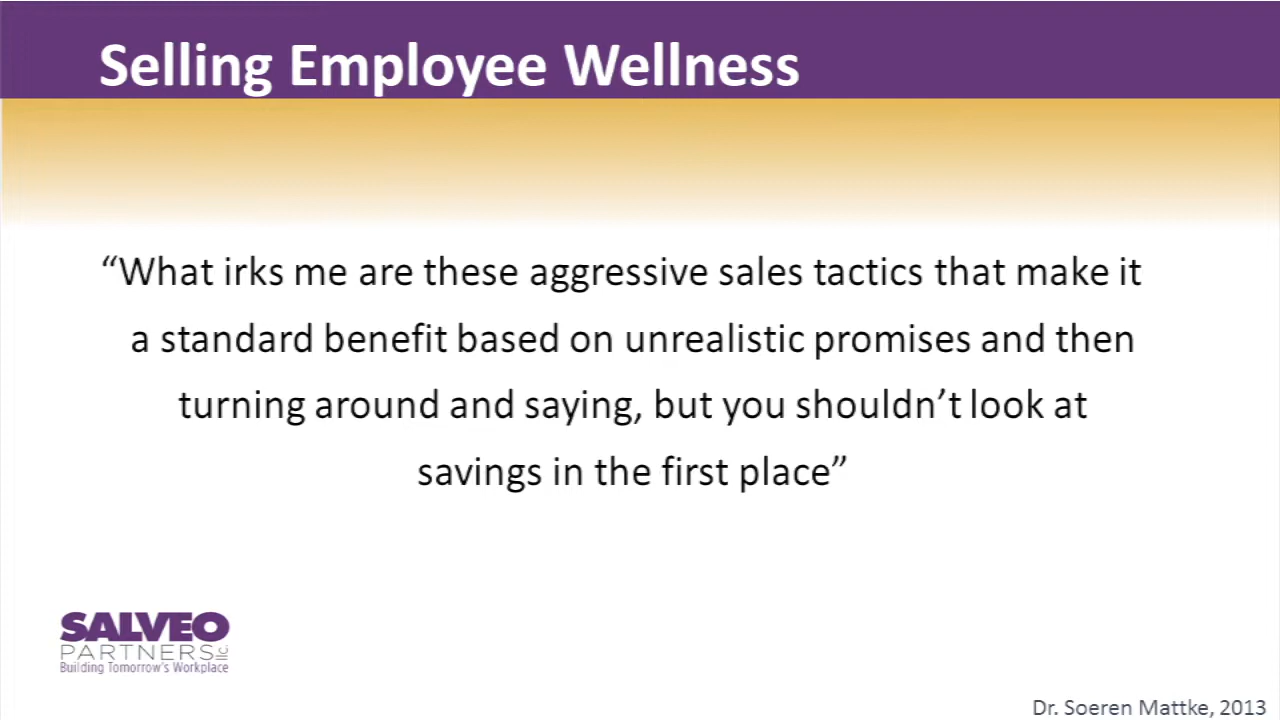 Selling Employee Wellness
“What irks me are these aggressive sales tactics that make it
a standard benefit based on unrealistic promises and then
turning around and saying, but you shouldn’t look at
savings in the first place”
SALVEO
PARTNERS LLC.
Building Tomorrow's Workplace
Dr. Soeren Mattke, 2013